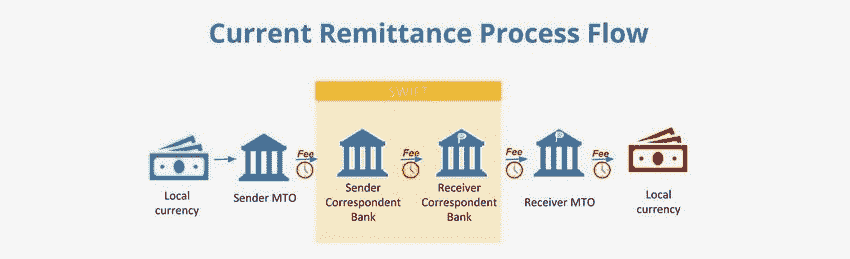 Current Remittance Process Flow
SWIFT
Fee
Fee
Fee
Fee
Local
currency
Sender MTO
Sender
Correspondent
Bank
Receiver
Correspondent
Bank
Receiver MTO
Local
currency